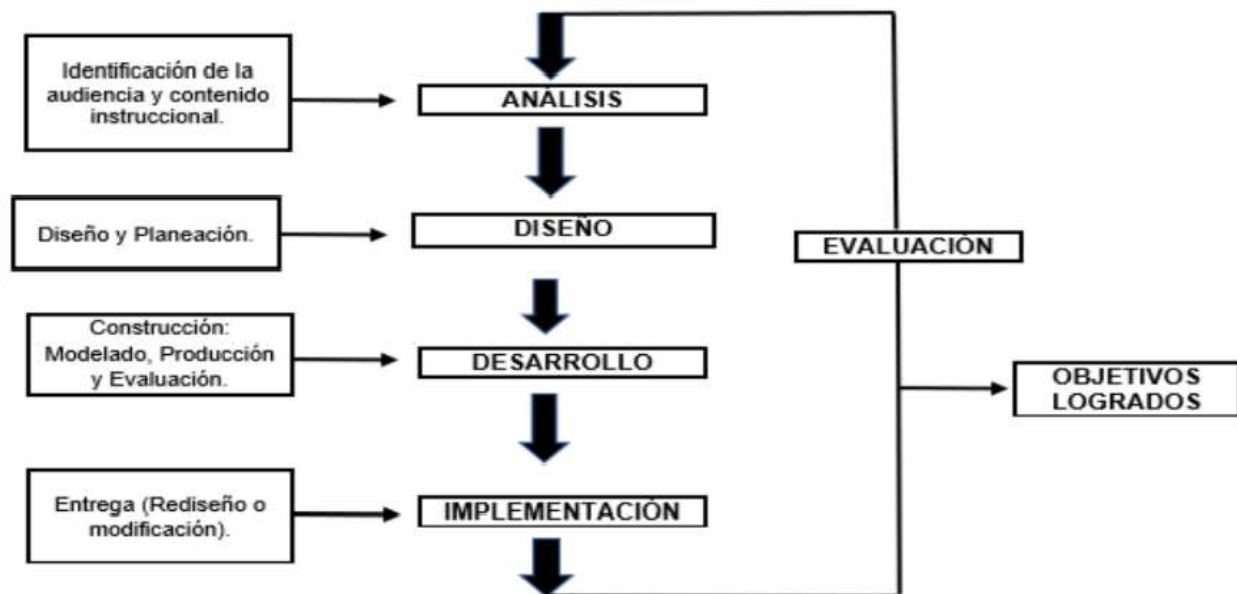 Identificación de la
audiencia y contenido
instruccional.
ANÁLISIS
Diseño y Planeación.
DISEÑO
EVALUACIÓN
Construcción:
Modelado, Producción
y Evaluación.
DESARROLLO
OBJETIVOS
LOGRADOS
Entrega (Rediseño o
modificación).
IMPLEMENTACIÓN